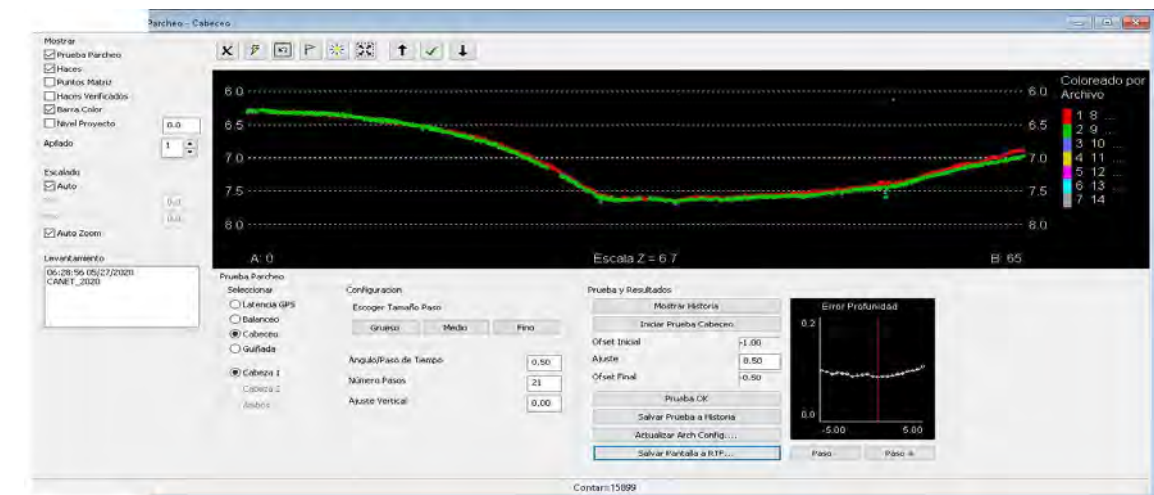 Parcheo - Cabeceo
Mostrar
Prueba Parcheo
Haces
Puntos Matriz
Haces Verificados
Barra Color
Nivel Proyecto 0.0
Apilado 1
Escalado
Auto
0.0
0.0
Auto Zoom
Levantamiento
06:28:56 05/27/2020
CANET_2020
6.0 6.0
6.5 6.5
7.0 7.0
7.5 7.5
8.0 8.0
A: 0 Escala Z = 6.7 B: 65
Coloreado por
Archivo
1 8 ...
2 9 ...
3 10 ...
4 11 ...
5 12 ...
6 13 ...
7 14
Prueba Parcheo
Seleccionar
Latencia GPS
Balanceo
Cabeceo
Guiñada
Cabeza 1
Cabeza 2
Ambos
Configuracion
Escoger Tamaño Paso
Grueso Medio Fino
Angulo/Paso de Tiempo 0.50
Número Pasos 21
Ajuste Vertical 0.00
Prueba y Resultados
Mostrar Historia
Iniciar Prueba Cabeceo
Ofset Inicial -1.00
Ajuste 0.50
Ofset Final -0.50
Prueba OK
Salvar Prueba a Historia
Actualizar Arch Config....
Salvar Pantalla a RTF...
Error Profunidad
0.2
0.0
-5.00 5.00
Paso - Paso +
Contar=15899